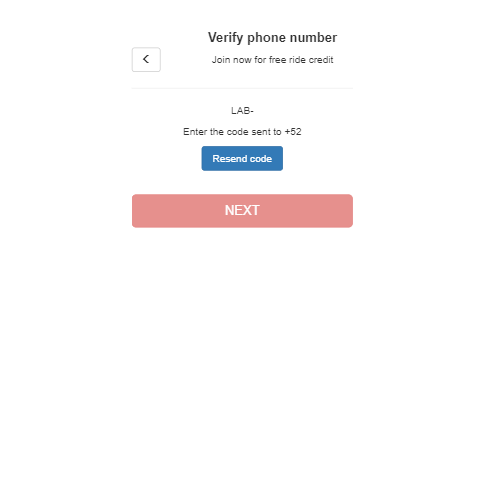 Verify phone number
<
Join now for free ride credit
LAB-
Enter the code sent to +52
Resend code
NEXT